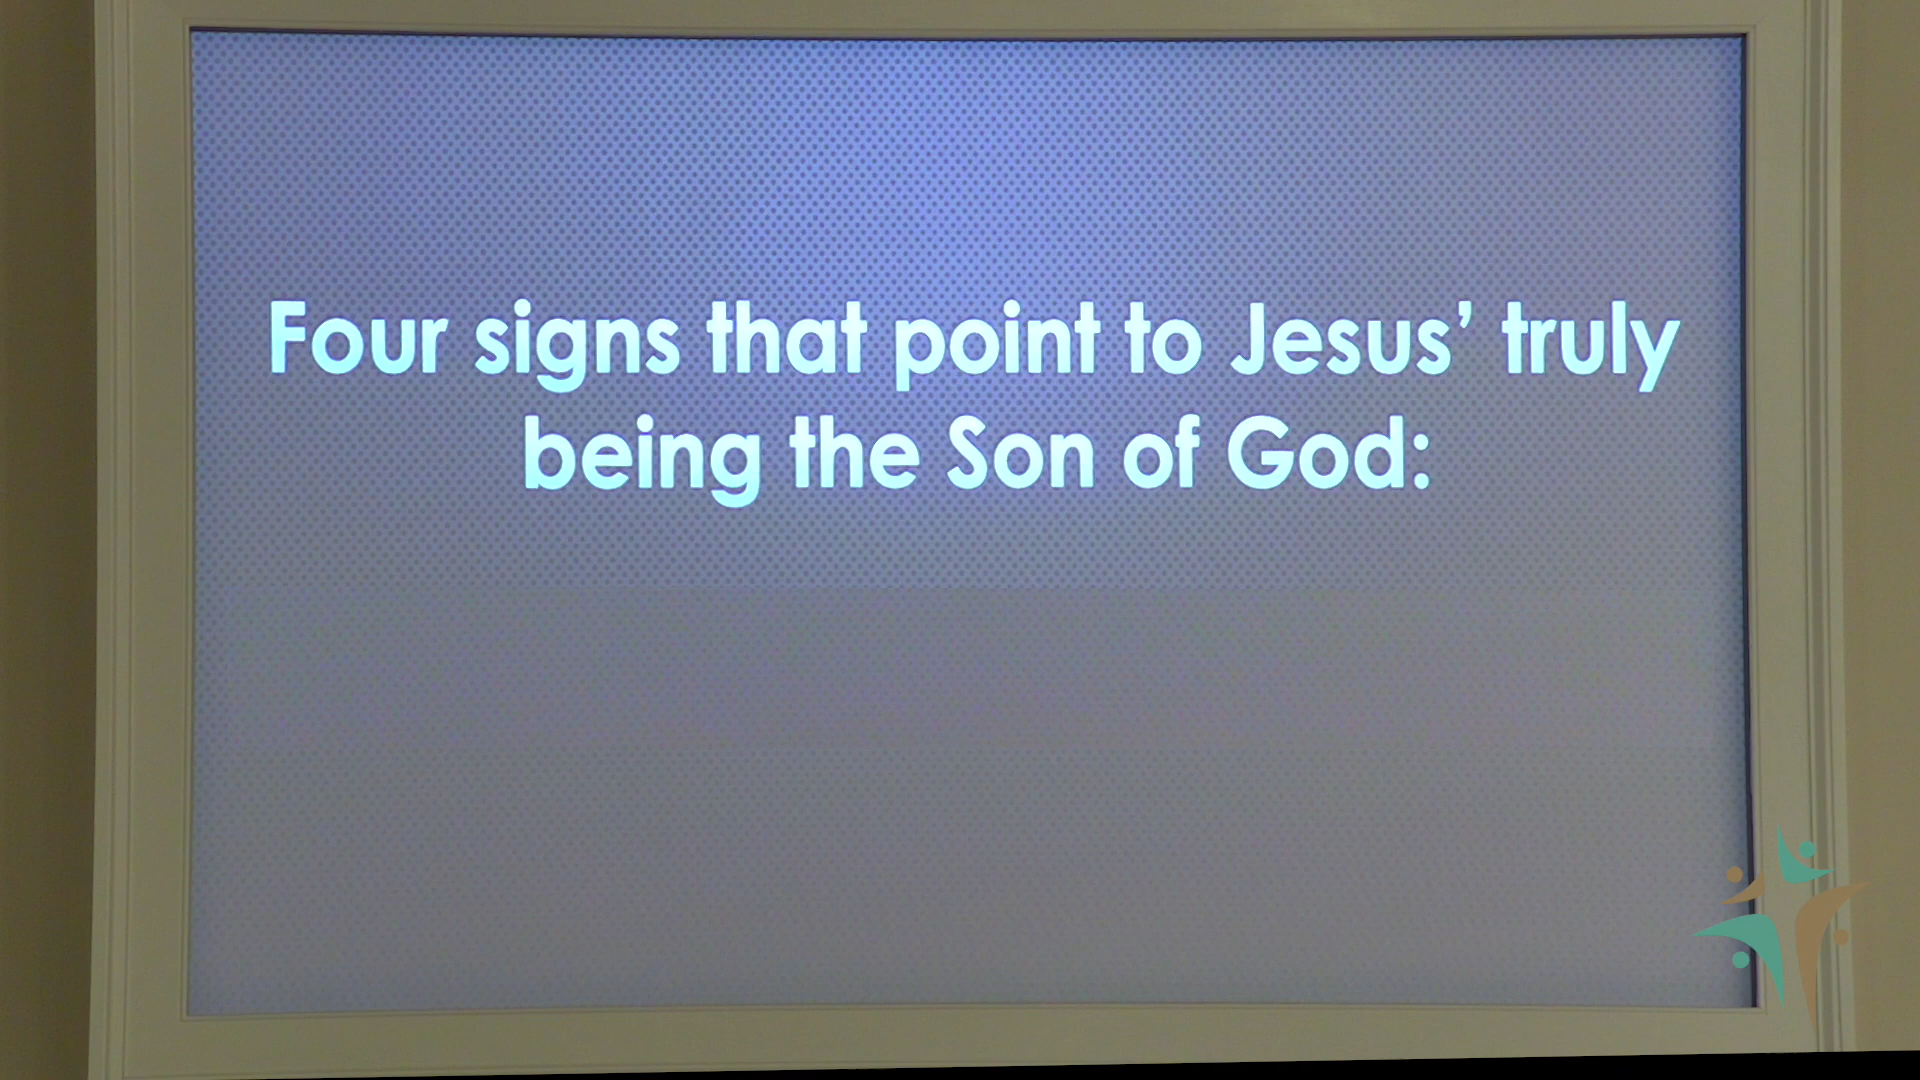 Four signs that point to Jesus’ truly
being the Son of God: